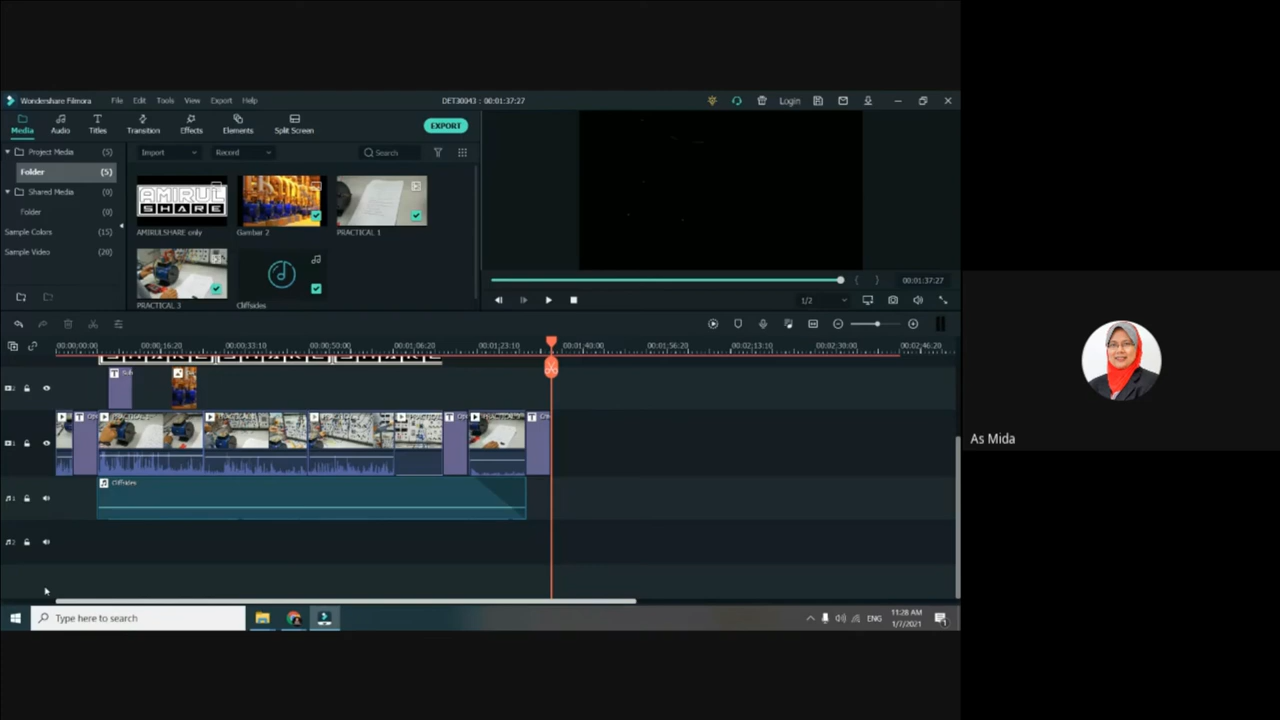 Wondershare Filmora File Edit Tools View Export Help DET30043 : 00:01:37:27 Login
Media Audio Titles Transition Effects Elements Split Screen EXPORT
Project Media (5) Import Record Search
Folder (5)
Shared Media (0)
Folder (0)
Sample Colors (15)
Sample Video (20)
AMIRUL
SHARE
AMIRULSHARE only Gambar 2 PRACTICAL 1
PRACTICAL 3 Cliffsides
00:01:37:27
1/2
00:00:00:00 00:00:16:20 00:00:33:10 00:00:50:00 00:01:06:20 00:01:23:10 00:01:40:00 00:01:56:20 00:02:13:10 00:02:30:00 00:02:46:20
Cliffsides
As Mida
Type here to search
ENG
11:28 AM
1/7/2021